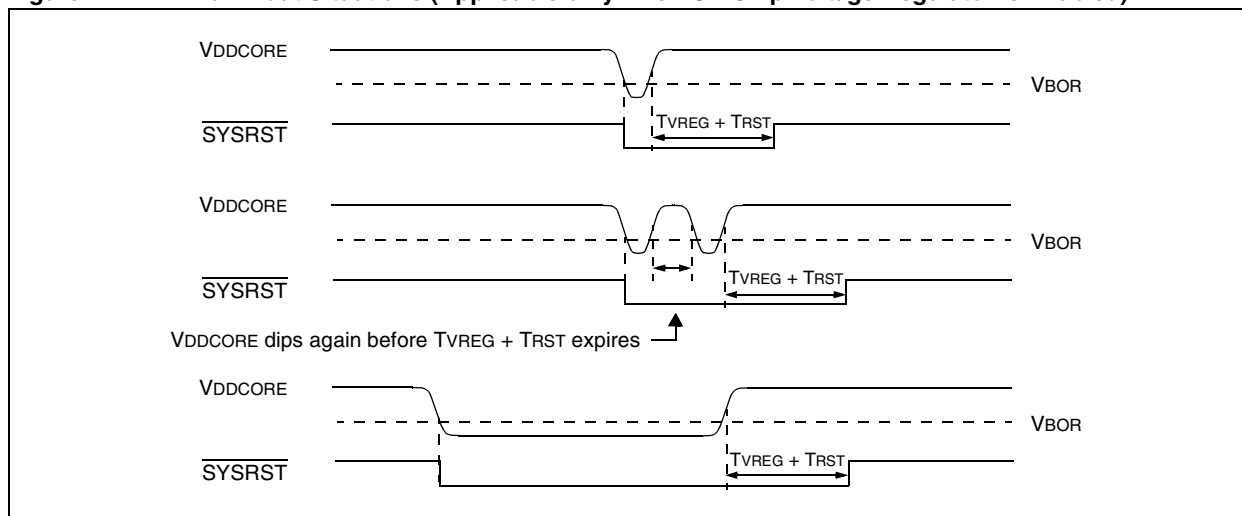 VDDCORE
VBOR
TVREG + TRST
SYSRST
VDDCORE
VBOR
TVREG + TRST
SYSRST
VDDCORE dips again before TVREG + TRST expires
VDDCORE
VBOR
TVREG + TRST
SYSRST